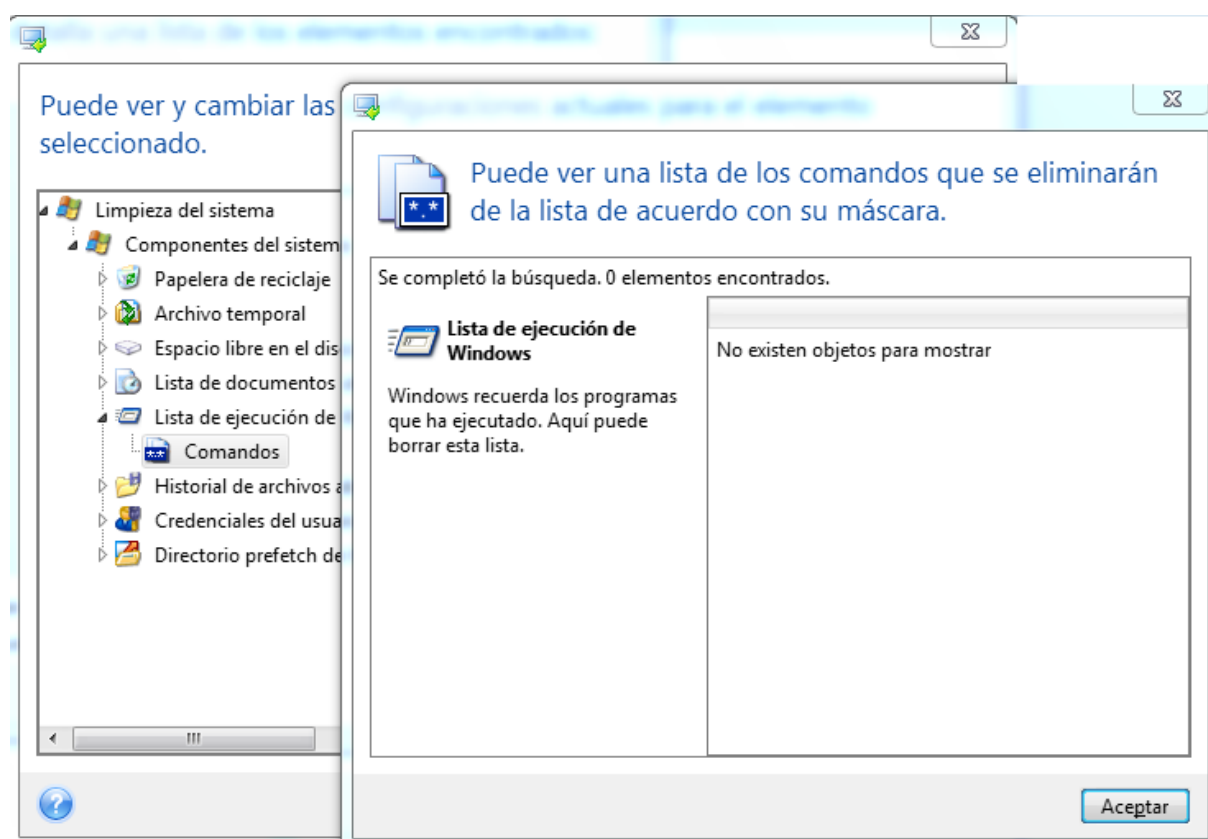 Puede ver y cambiar las
seleccionado.
Limpieza del sistema
Componentes del sistem
Papelera de reciclaje
Archivo temporal
Espacio libre en el dis
Lista de documentos
Lista de ejecución de
Comandos
Historial de archivos a
Credenciales del usua
Directorio prefetch de
*.*
Puede ver una lista de los comandos que se eliminarán
de la lista de acuerdo con su máscara.
Se completó la búsqueda. 0 elementos encontrados.
Lista de ejecución de
Windows
Windows recuerda los programas
que ha ejecutado. Aquí puede
borrar esta lista.
No existen objetos para mostrar
Aceptar